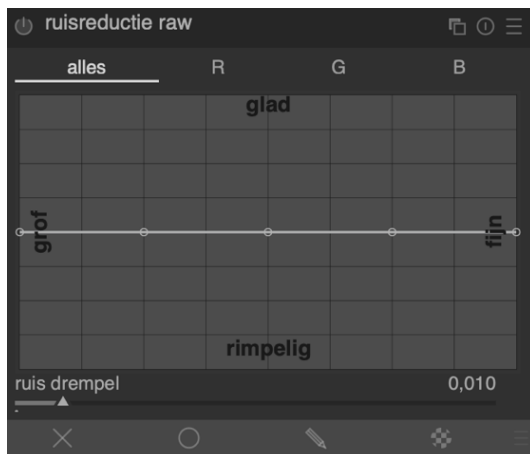 ruisreductie raw
alles R G B
glad
grof fijn
rimpelig
ruis drempel 0,010